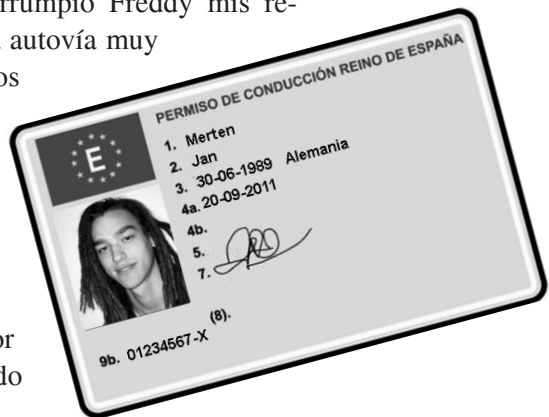 rrumpió Freddy mis re-
autovía muy
os
PERMISO DE CONDUCCIÓN REINO DE ESPAÑA
E
1. Merten
2. Jan
3. 30-06-1989 Alemania
4a. 20-09-2011
4b.
5.
7.
(8).
9b. 01234567-X
or
do